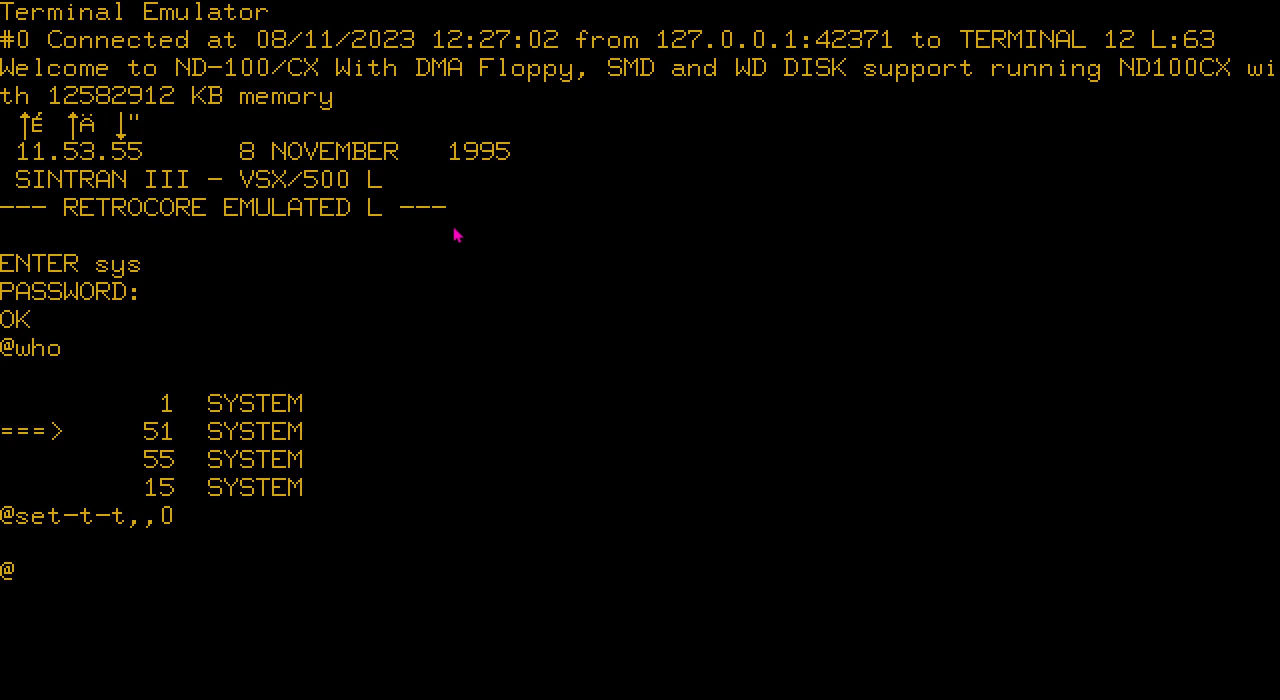 Terminal Emulator
#0 Connected at 08/11/2023 12:27:02 from 127.0.0.1:42371 to TERMINAL 12 L:63
Welcome to ND-100/CX With DMA Floppy, SMD and WD DISK support running ND100CX wi
th 12582912 KB memory
↑É ↑Ä ↓"
11.53.55      8 NOVEMBER   1995
SINTRAN III - VSX/500 L
--- RETROCORE EMULATED L ---
ENTER sys
PASSWORD:
OK
@who
1  SYSTEM
===>     51  SYSTEM
55  SYSTEM
15  SYSTEM
@set-t-t,,0
@